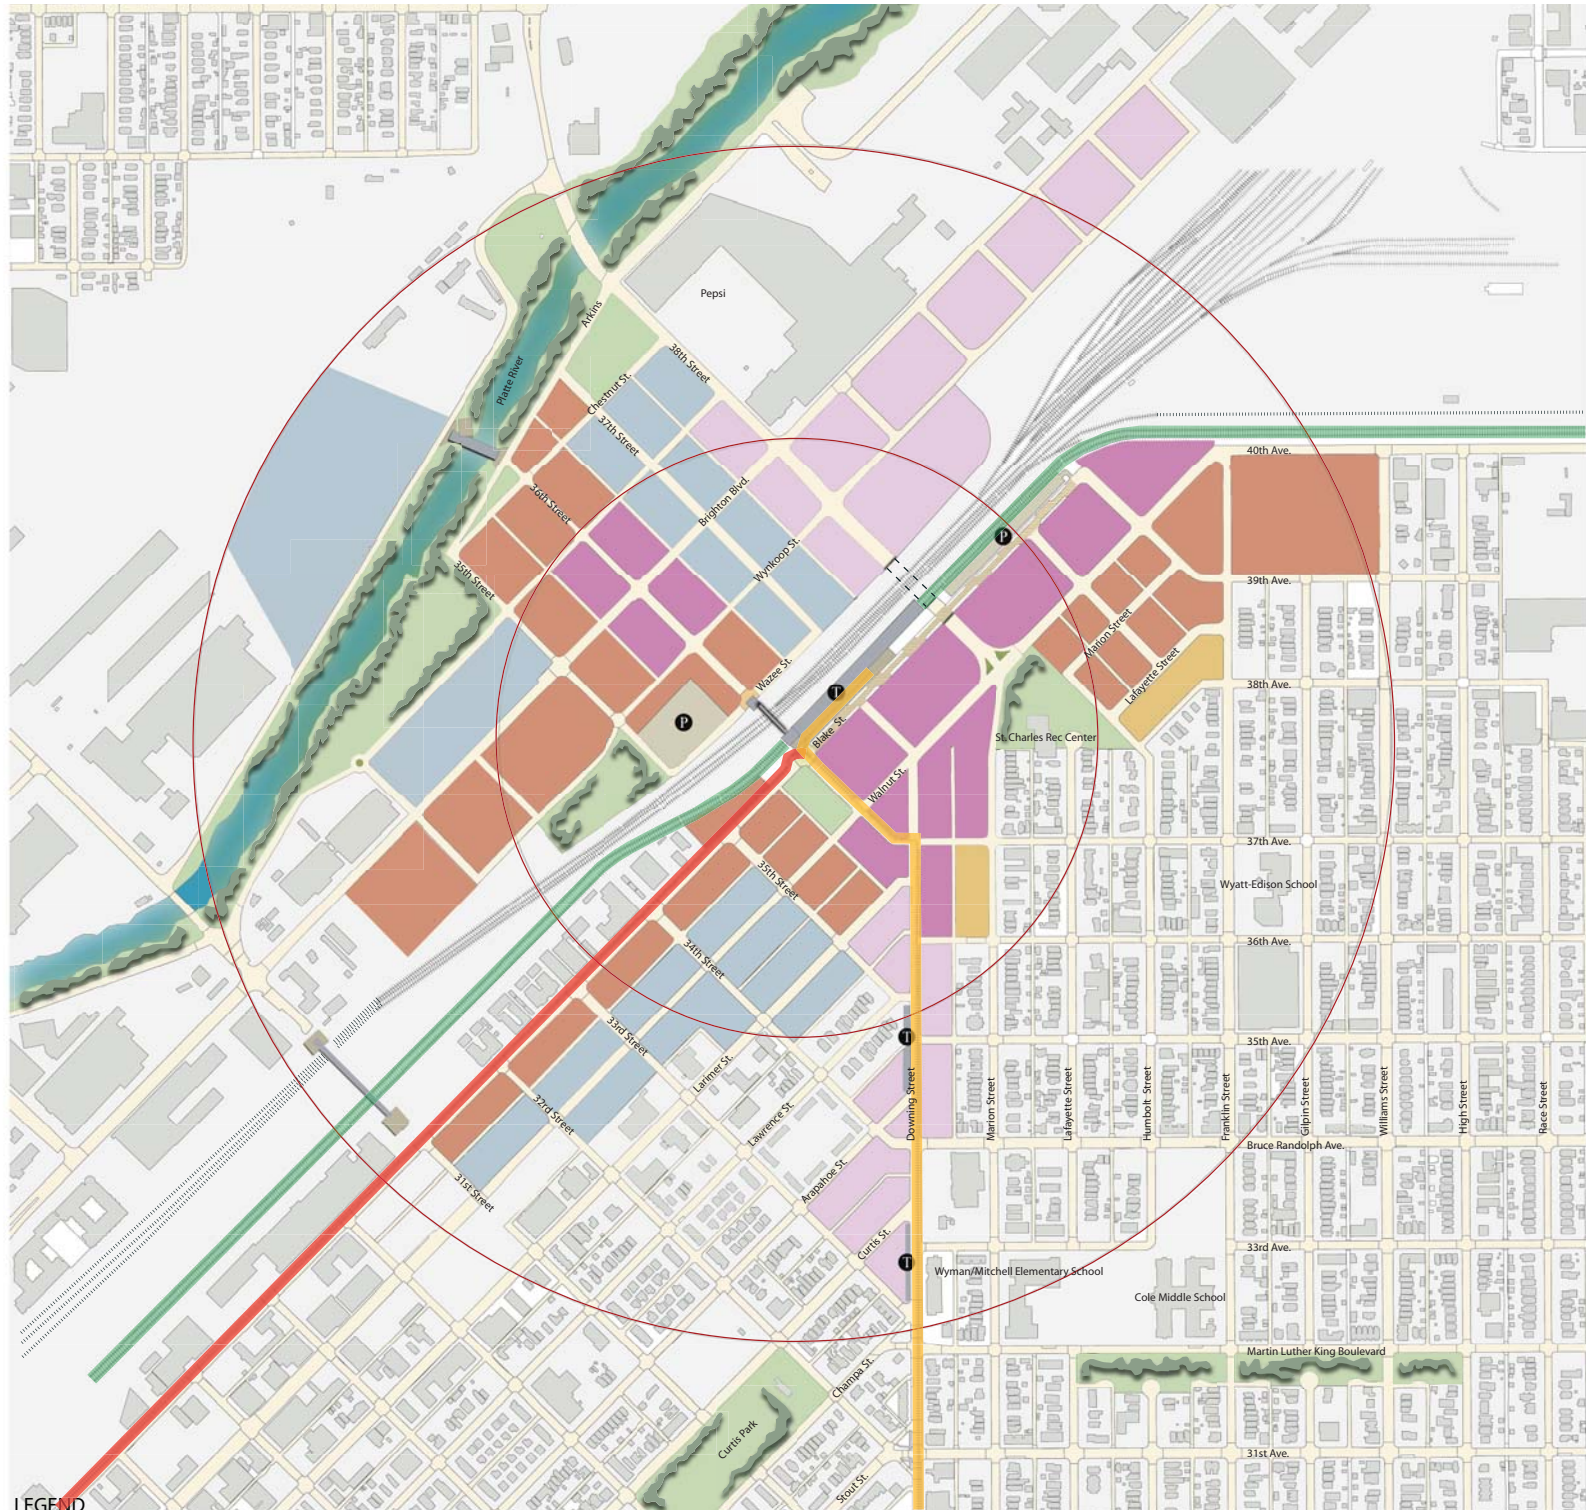 Pepsi
Arkins
Platte River
38th Street
Chestnut St.
37th Street
40th Ave.
Brighton Blvd.
36th Street
P
Wynkoop St.
35th Street
39th Ave.
Marion Street
Wazee St.
Lafayette Street
38th Ave.
T
P
Blake St.
St. Charles Rec Center
Walnut St.
37th Ave.
35th Street
Wyatt-Edison School
34th Street
36th Ave.
33rd Street
T
35th Ave.
Larimer St.
32rd Street
Lawrence St.
Downing Street
Marion Street
Lafayette Street
Humbolt Street
Franklin Street
Gilpin Street
Williams Street
High Street
Race Street
Bruce Randolph Ave.
31st Street
Arapahoe St.
Curtis St.
33rd Ave.
T
Wyman/Mitchell Elementary School
Cole Middle School
Martin Luther King Boulevard
Champa St.
Curtis Park
31st Ave.
Stout St.
LEGEND